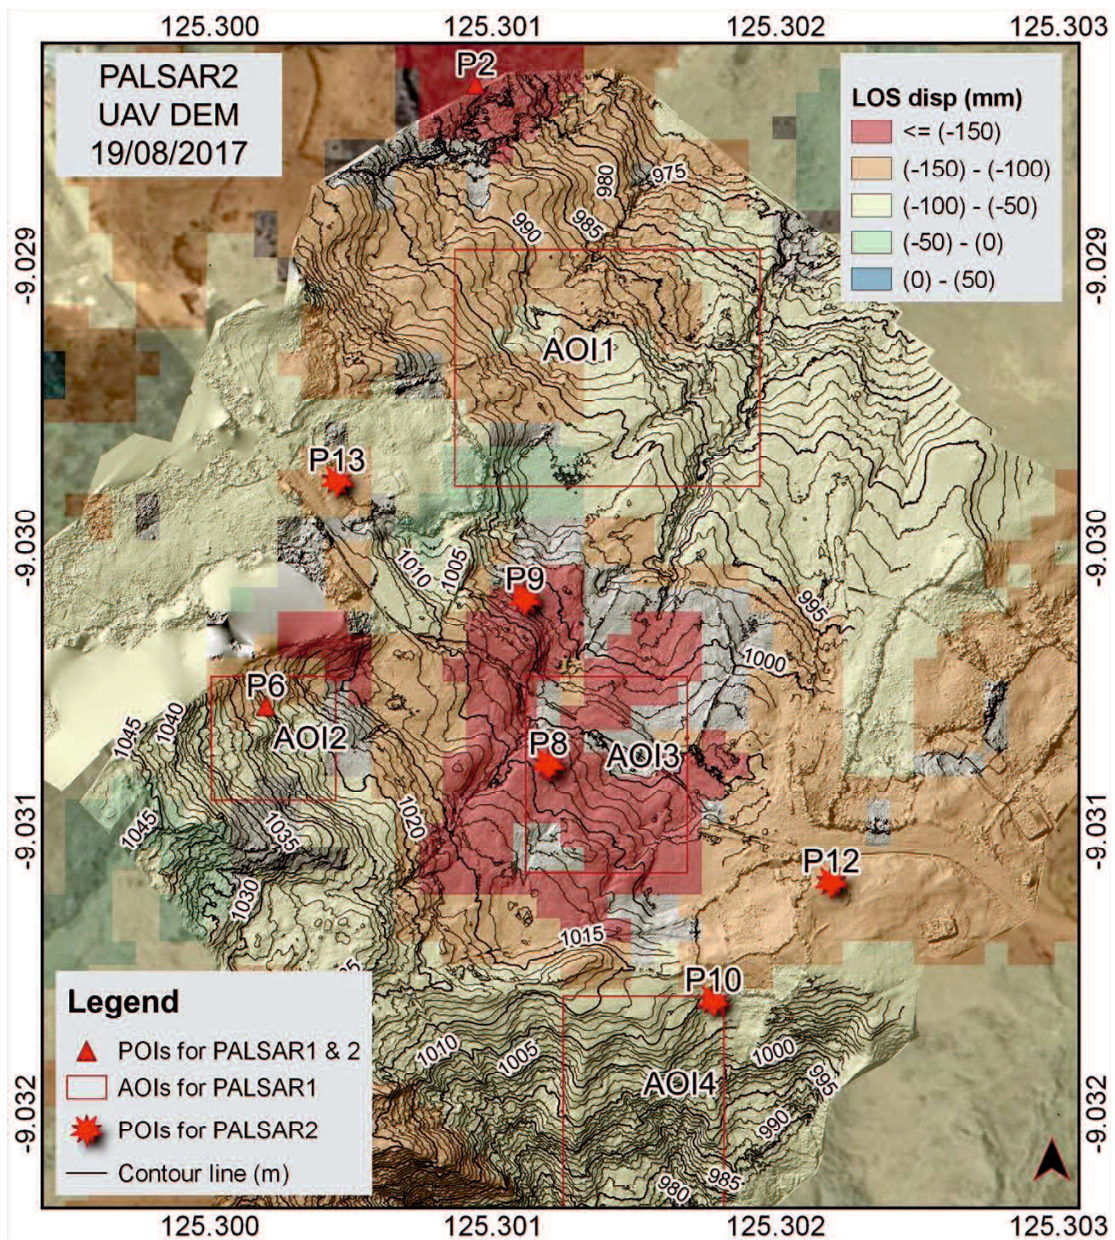 125.300 125.301 125.302 125.303
PALSAR2
UAV DEM
19/08/2017
P2
LOS disp (mm)
<= (-150)
(-150) - (-100)
(-100) - (-50)
(-50) - (0)
(0) - (50)
980
975
990
985
-9.029
-9.029
AOI1
P13
-9.030
-9.030
1010
1005
P9
995
1000
P6
1045
1040
AOI2
P8
AOI3
1045
1035
1020
-9.031
-9.031
P12
1030
1015
P10
Legend
POIs for PALSAR1 & 2
AOIs for PALSAR1
POIs for PALSAR2
Contour line (m)
1010
1005
1000
995
AOI4
990
985
980
-9.032
-9.032
125.300 125.301 125.302 125.303